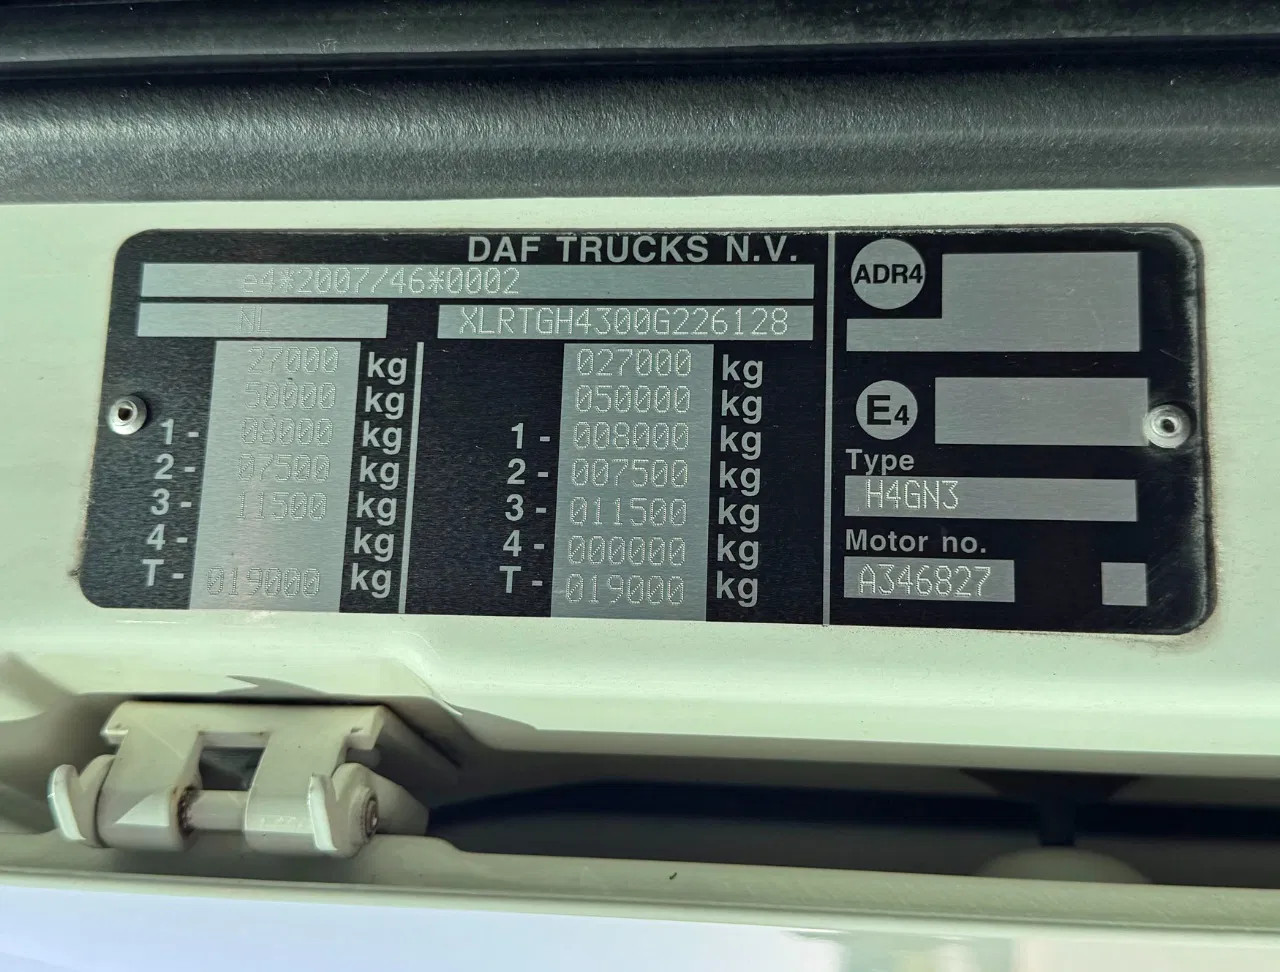 DAF TRUCKS N.V.
e4*2007/46*0002
NL XLRTGH4300G226128
27000 kg 027000 kg
50000 kg 050000 kg
1- 08000 kg 1- 008000 kg
2- 07500 kg 2- 007500 kg
3- 11500 kg 3- 011500 kg
4- kg 4- 000000 kg
T- 019000 kg T- 019000 kg
ADR4
E4
Type
H4GN3
Motor no.
A346827